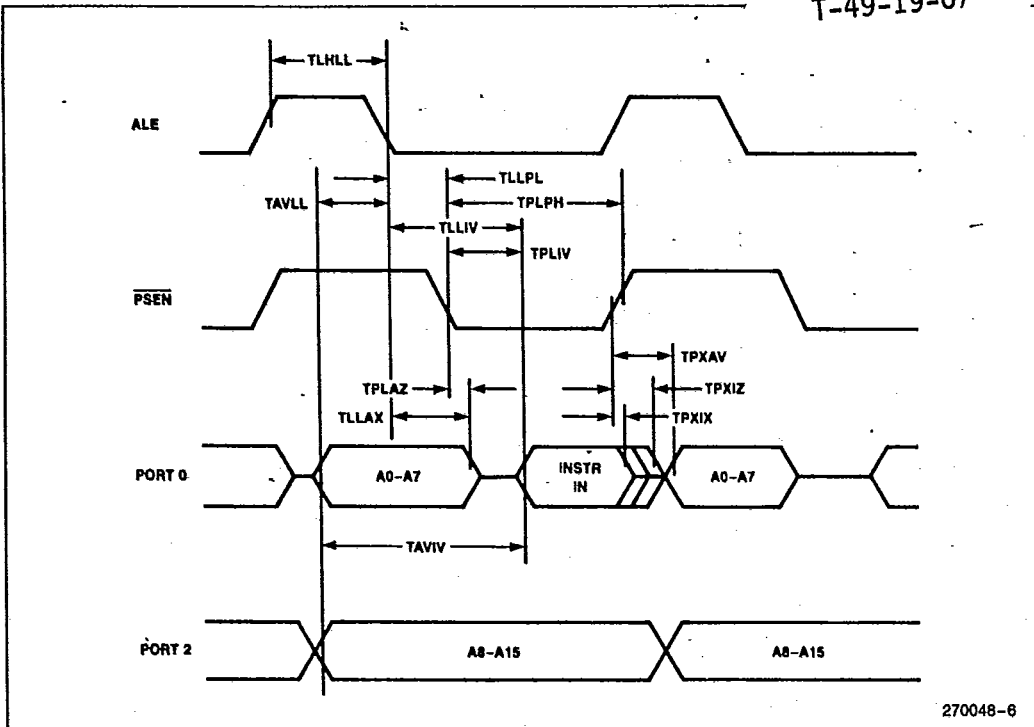 T-49-19-07
TLHLL
ALE
TLLPL
TAVLL
TPLPH
TLLIV
TPLIV
PSEN
TPXAV
TPLAZ
TPXIZ
TLLAX
TPXIX
PORT 0
A0-A7
INSTR
IN
A0-A7
TAVIV
PORT 2
A8-A15
A8-A15
270048-6